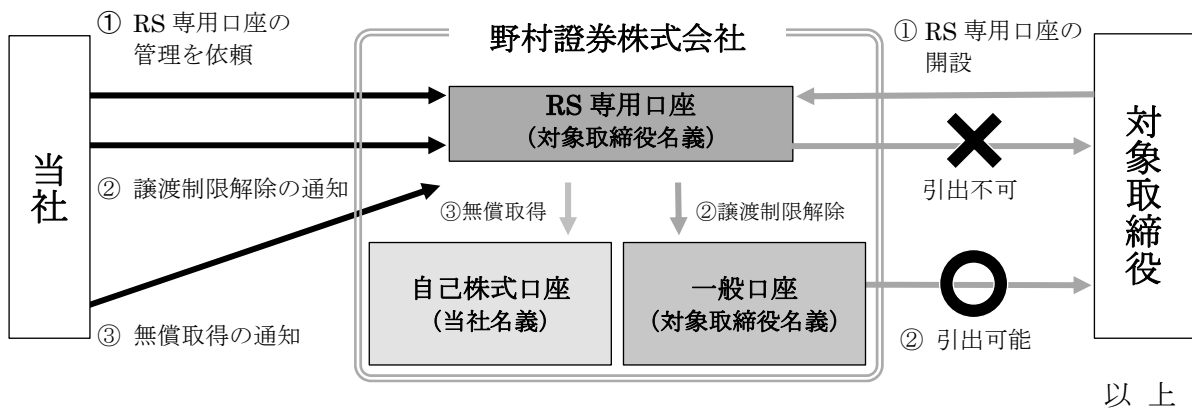 ① RS 専用口座の
管理を依頼
野村證券株式会社
① RS 専用口座の
開設
当社
RS 専用口座
(対象取締役名義)
対象取締役
② 譲渡制限解除の通知
引出不可
③無償取得
②譲渡制限解除
自己株式口座
(当社名義)
一般口座
(対象取締役名義)
③ 無償取得の通知
② 引出可能
以 上